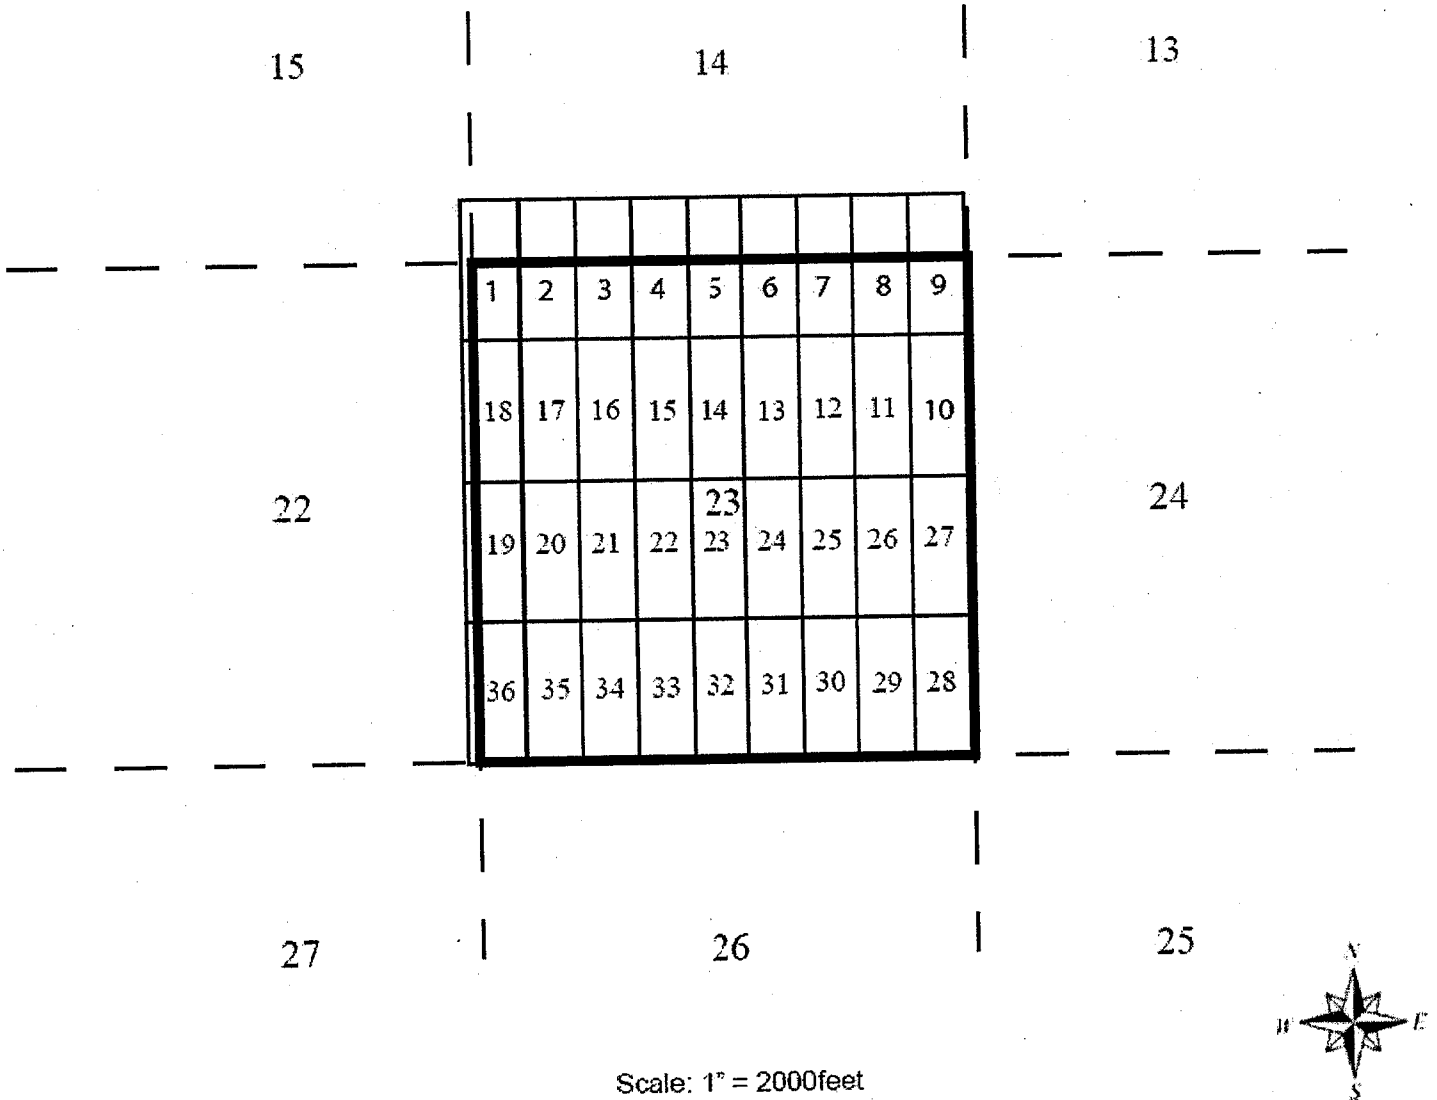 15 14 13
1 2 3 4 5 6 7 8 9
18 17 16 15 14 13 12 11 10
22 23 24
19 20 21 22 23 24 25 26 27
36 35 34 33 32 31 30 29 28
27 26 25
N
W E
S
Scale: 1" = 2000feet